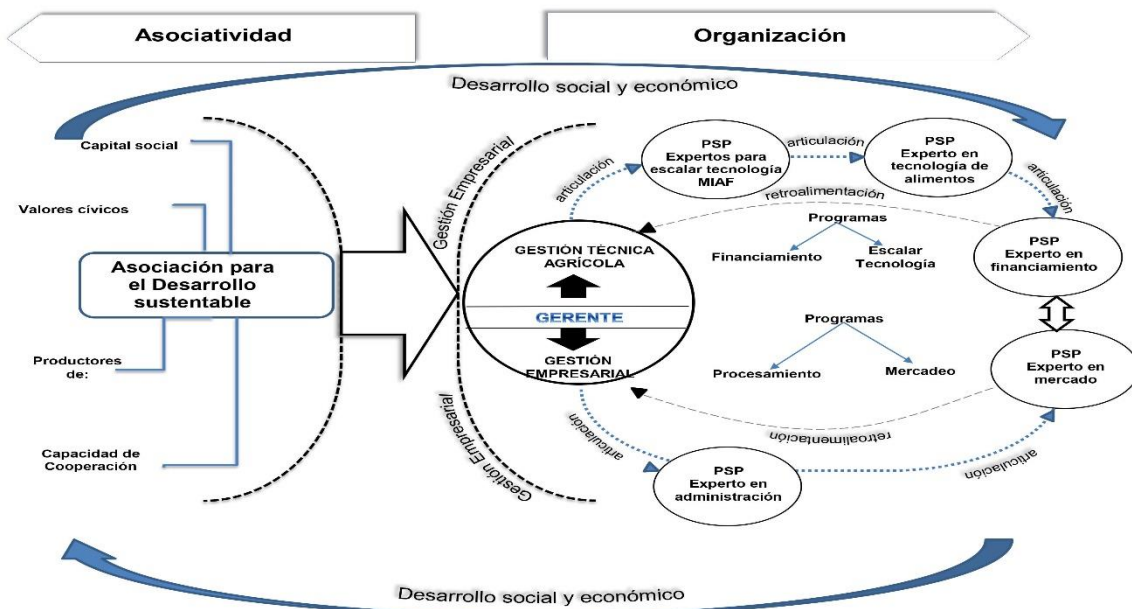 Asociatividad
Organización
Desarrollo social y económico
Capital social
Valores cívicos
Asociación para
el Desarrollo
sustentable
Productores
de:
Capacidad de
Cooperación
Gestión Empresarial
Gestión Empresarial
GESTIÓN TÉCNICA
AGRÍCOLA
GERENTE
GESTIÓN
EMPRESARIAL
articulación
PSP
Expertos para
escalar tecnología
MIAF
articulación
PSP
Experto en
tecnología de
alimentos
articulación
retroalimentación
Programas
Financiamiento
Escalar
Tecnología
PSP
Experto en
financiamiento
Programas
Procesamiento
Mercadeo
PSP
Experto en
mercado
retroalimentación
articulación
PSP
Experto en
administración
articulación
Desarrollo social y económico